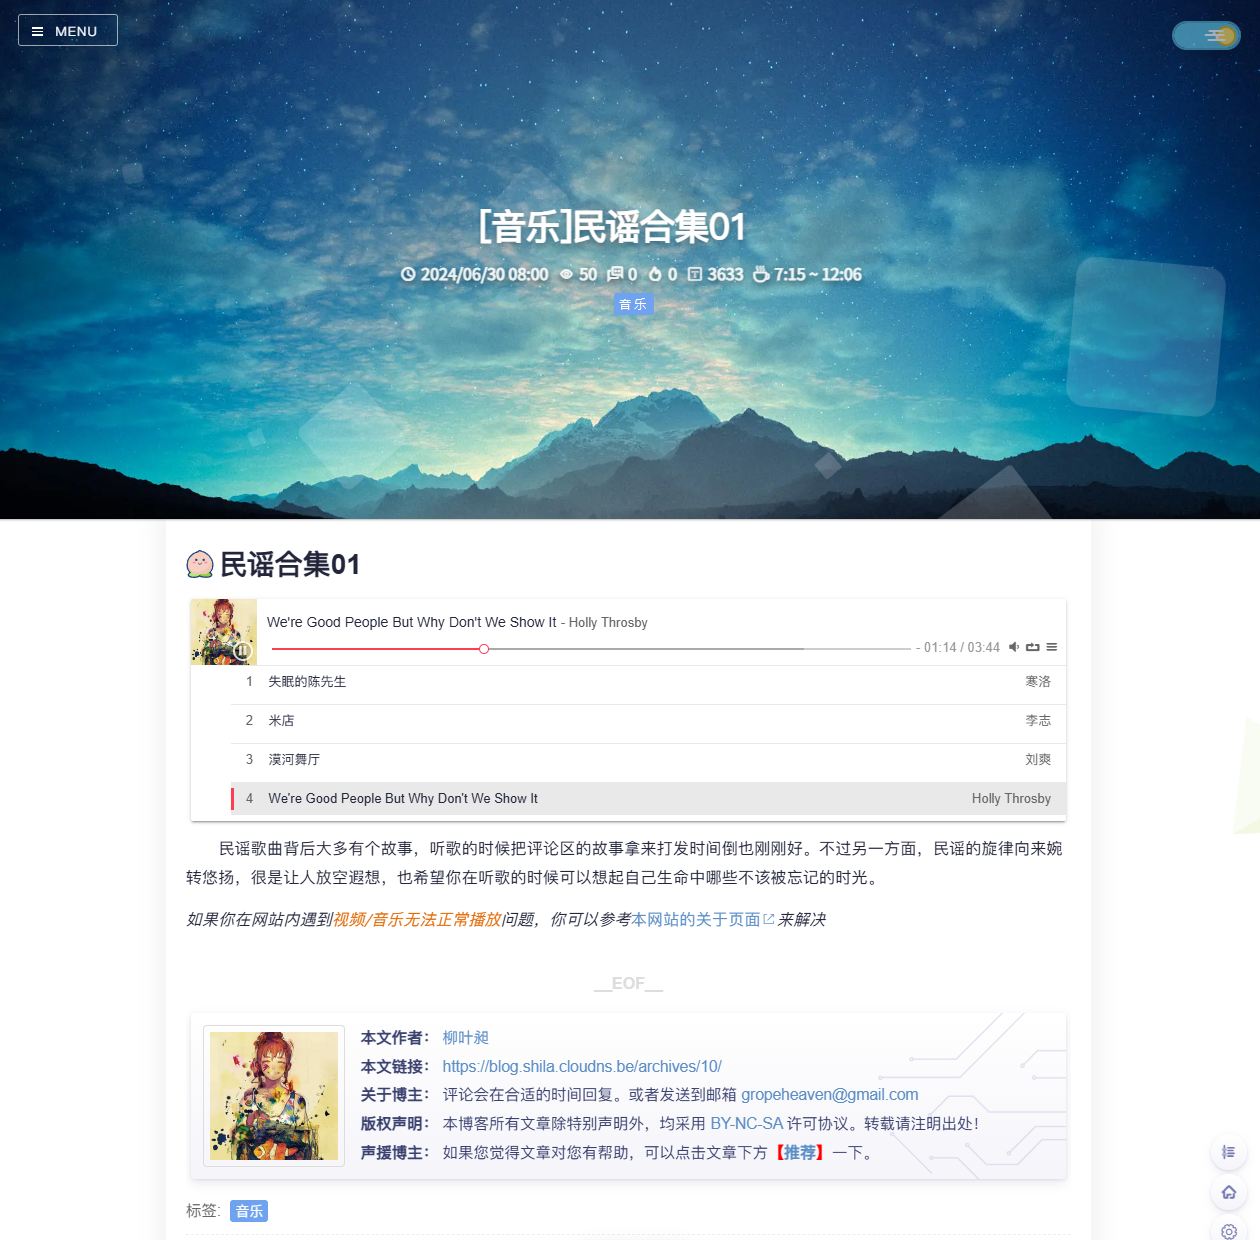 MENU
[音乐]民谣合集01
2024/06/30 08:00 50 0 0 3633 7:15 ~ 12:06
音乐
民谣合集01
We're Good People But Why Don't We Show It - Holly Throsby
- 01:14 / 03:44
1 失眠的陈先生 寒洛
2 米店 李志
3 漠河舞厅 刘爽
4 We're Good People But Why Don't We Show It Holly Throsby
民谣歌曲背后大多有个故事，听歌的时候把评论区的故事拿来打发时间倒也刚刚好。不过另一方面，民谣的旋律向来婉
转悠扬，很是让人放空遐想，也希望你在听歌的时候可以想起自己生命中哪些不该被忘记的时光。
如果你在网站内遇到视频/音乐无法正常播放问题，你可以参考本网站的关于页面来解决
__EOF__
本文作者： 柳叶昶
本文链接： https://blog.shila.cloudns.be/archives/10/
关于博主： 评论会在合适的时间回复。或者发送到邮箱 gropeheaven@gmail.com
版权声明： 本博客所有文章除特别声明外，均采用 BY-NC-SA 许可协议。转载请注明出处！
声援博主： 如果您觉得文章对您有帮助，可以点击文章下方【推荐】一下。
标签: 音乐